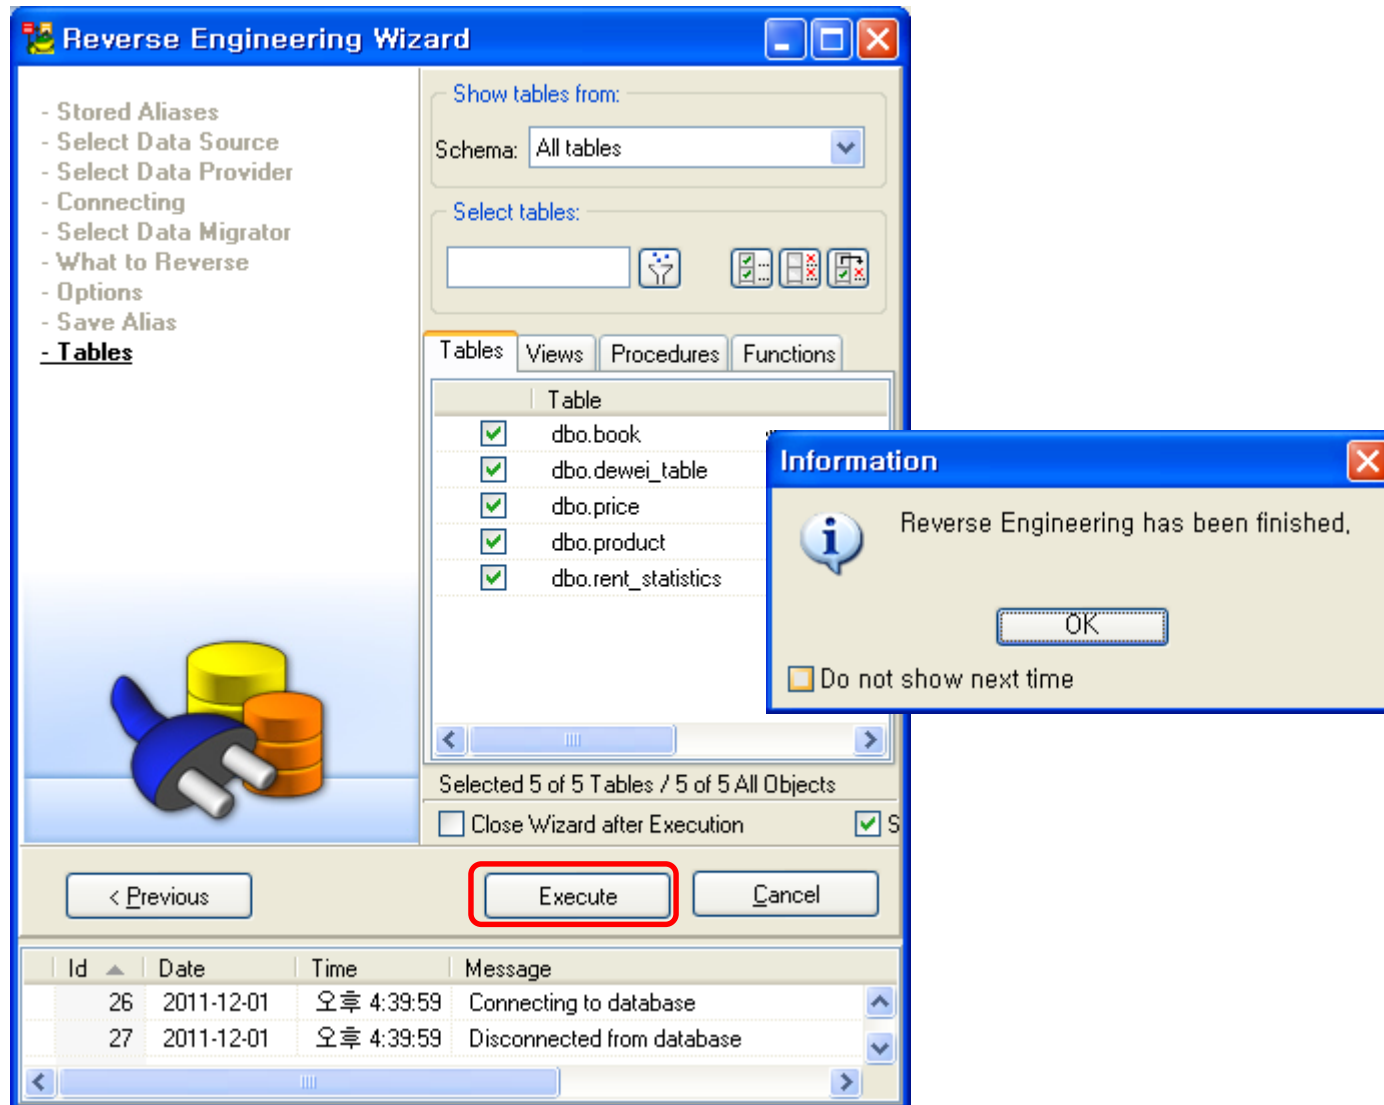 Reverse Engineering Wizard
- Stored Aliases
- Select Data Source
- Select Data Provider
- Connecting
- Select Data Migrator
- What to Reverse
- Options
- Save Alias
- Tables
Show tables from:
Schema: All tables
Select tables:
Tables Views Procedures Functions
Table
dbo.book
dbo.dewei_table
dbo.price
dbo.product
dbo.rent_statistics
Selected 5 of 5 Tables / 5 of 5 All Objects
Close Wizard after Execution S
< Previous Execute Cancel
Id Date Time Message
26 2011-12-01 오후 4:39:59 Connecting to database
27 2011-12-01 오후 4:39:59 Disconnected from database
Information
Reverse Engineering has been finished.
OK
Do not show next time